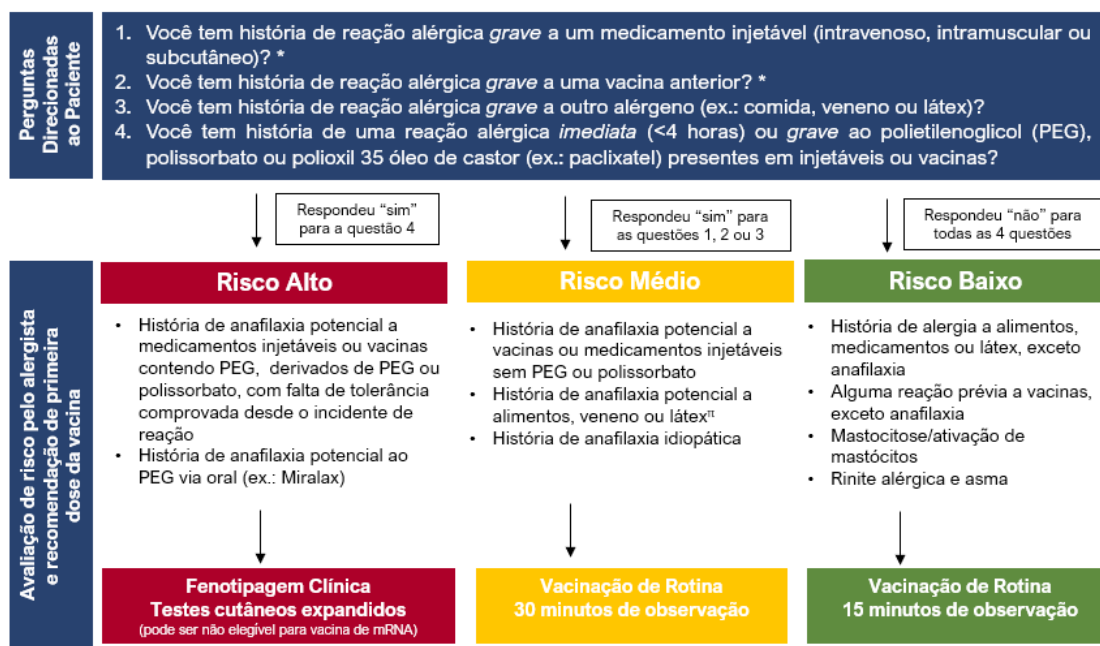 Perguntas
Direcionadas
ao Paciente
1. Você tem história de reação alérgica grave a um medicamento injetável (intravenoso, intramuscular ou
subcutâneo)? *
2. Você tem história de reação alérgica grave a uma vacina anterior? *
3. Você tem história de reação alérgica grave a outro alérgeno (ex.: comida, veneno ou látex)?
4. Você tem história de uma reação alérgica imediata (<4 horas) ou grave ao polietilenoglicol (PEG),
polissorbato ou polioxil 35 óleo de castor (ex.: paclixatel) presentes em injetáveis ou vacinas?
Respondeu “sim”
para a questão 4
Respondeu “sim” para
as questões 1, 2 ou 3
Respondeu “não” para
todas as 4 questões
Avaliação de risco pelo alergista
e recomendação de primeira
dose da vacina
Risco Alto
• História de anafilaxia potencial a
medicamentos injetáveis ou vacinas
contendo PEG, derivados de PEG ou
polissorbato, com falta de tolerância
comprovada desde o incidente de
reação
• História de anafilaxia potencial ao
PEG via oral (ex.: Miralax)
Fenotipagem Clínica
Testes cutâneos expandidos
(pode ser não elegível para vacina de mRNA)
Risco Médio
• História de anafilaxia potencial a
vacinas ou medicamentos injetáveis
sem PEG ou polissorbato
• História de anafilaxia potencial a
alimentos, veneno ou látexπ
• História de anafilaxia idiopática
Vacinação de Rotina
30 minutos de observação
Risco Baixo
• História de alergia a alimentos,
medicamentos ou látex, exceto
anafilaxia
• Alguma reação prévia a vacinas,
exceto anafilaxia
• Mastocitose/ativação de
mastócitos
• Rinite alérgica e asma
Vacinação de Rotina
15 minutos de observação